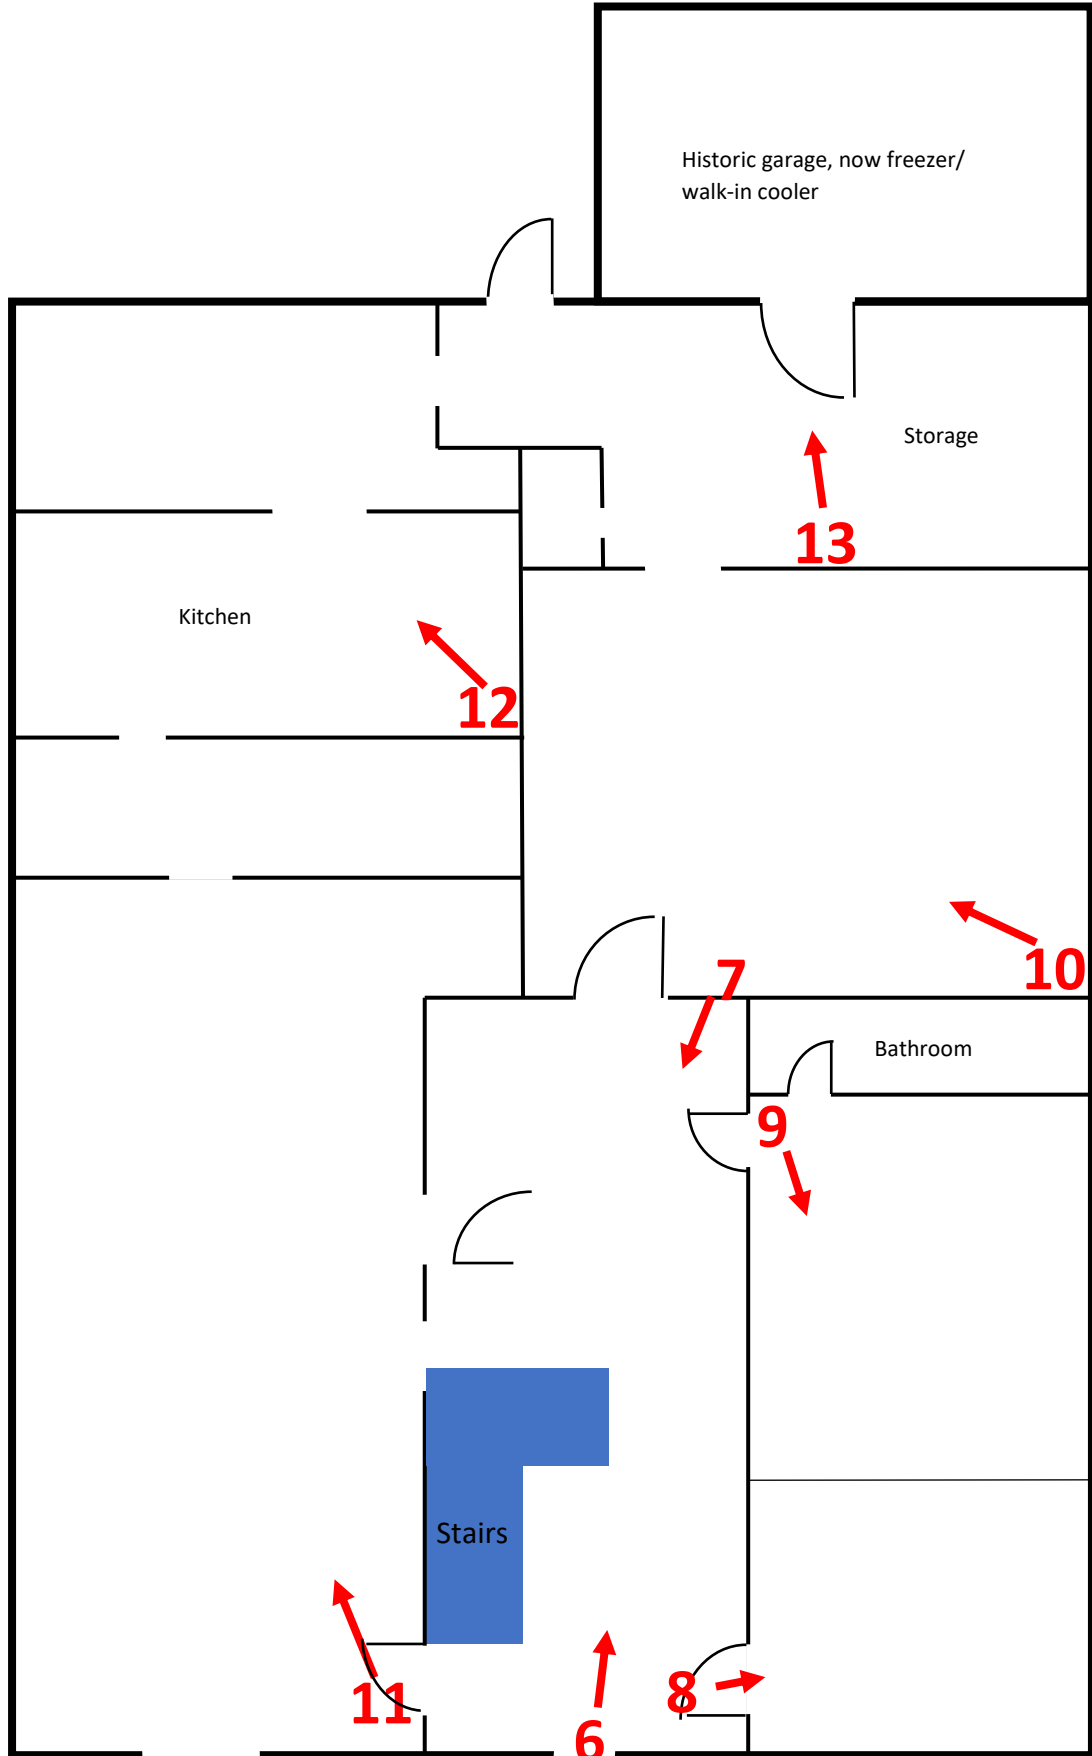 Historic garage, now freezer/
walk-in cooler
Storage
13
Kitchen
12
10
7
Bathroom
9
Stairs
11
8
6